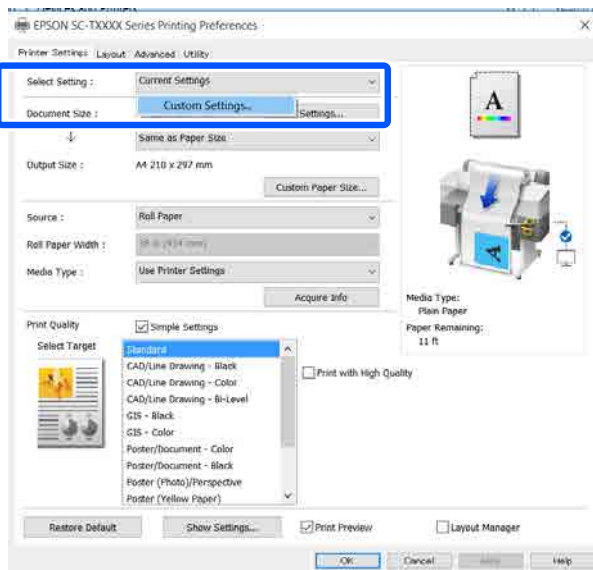 EPSON SC-TXXXX Series Printing Preferences
Printer Settings Layout Advanced Utility
Select Setting : Current Settings
Custom Settings...
Document Size : Settings...
Same as Paper Size
Output Size : A4 210 x 297 mm
Custom Paper Size...
Source : Roll Paper
Roll Paper Width :
Media Type : Use Printer Settings
Acquire Info
Media Type:
Plain Paper
Paper Remaining:
11 ft
Print Quality Simple Settings
Select Target
Standard
CAD/Line Drawing - Black
CAD/Line Drawing - Color
CAD/Line Drawing - Bi-Level
GIS - Black
GIS - Color
Poster/Document - Color
Poster/Document - Black
Poster (Photo)/Perspective
Poster (Yellow Paper)
Print with High Quality
Restore Default Show Settings... Print Preview Layout Manager
OK Cancel Help
A
A